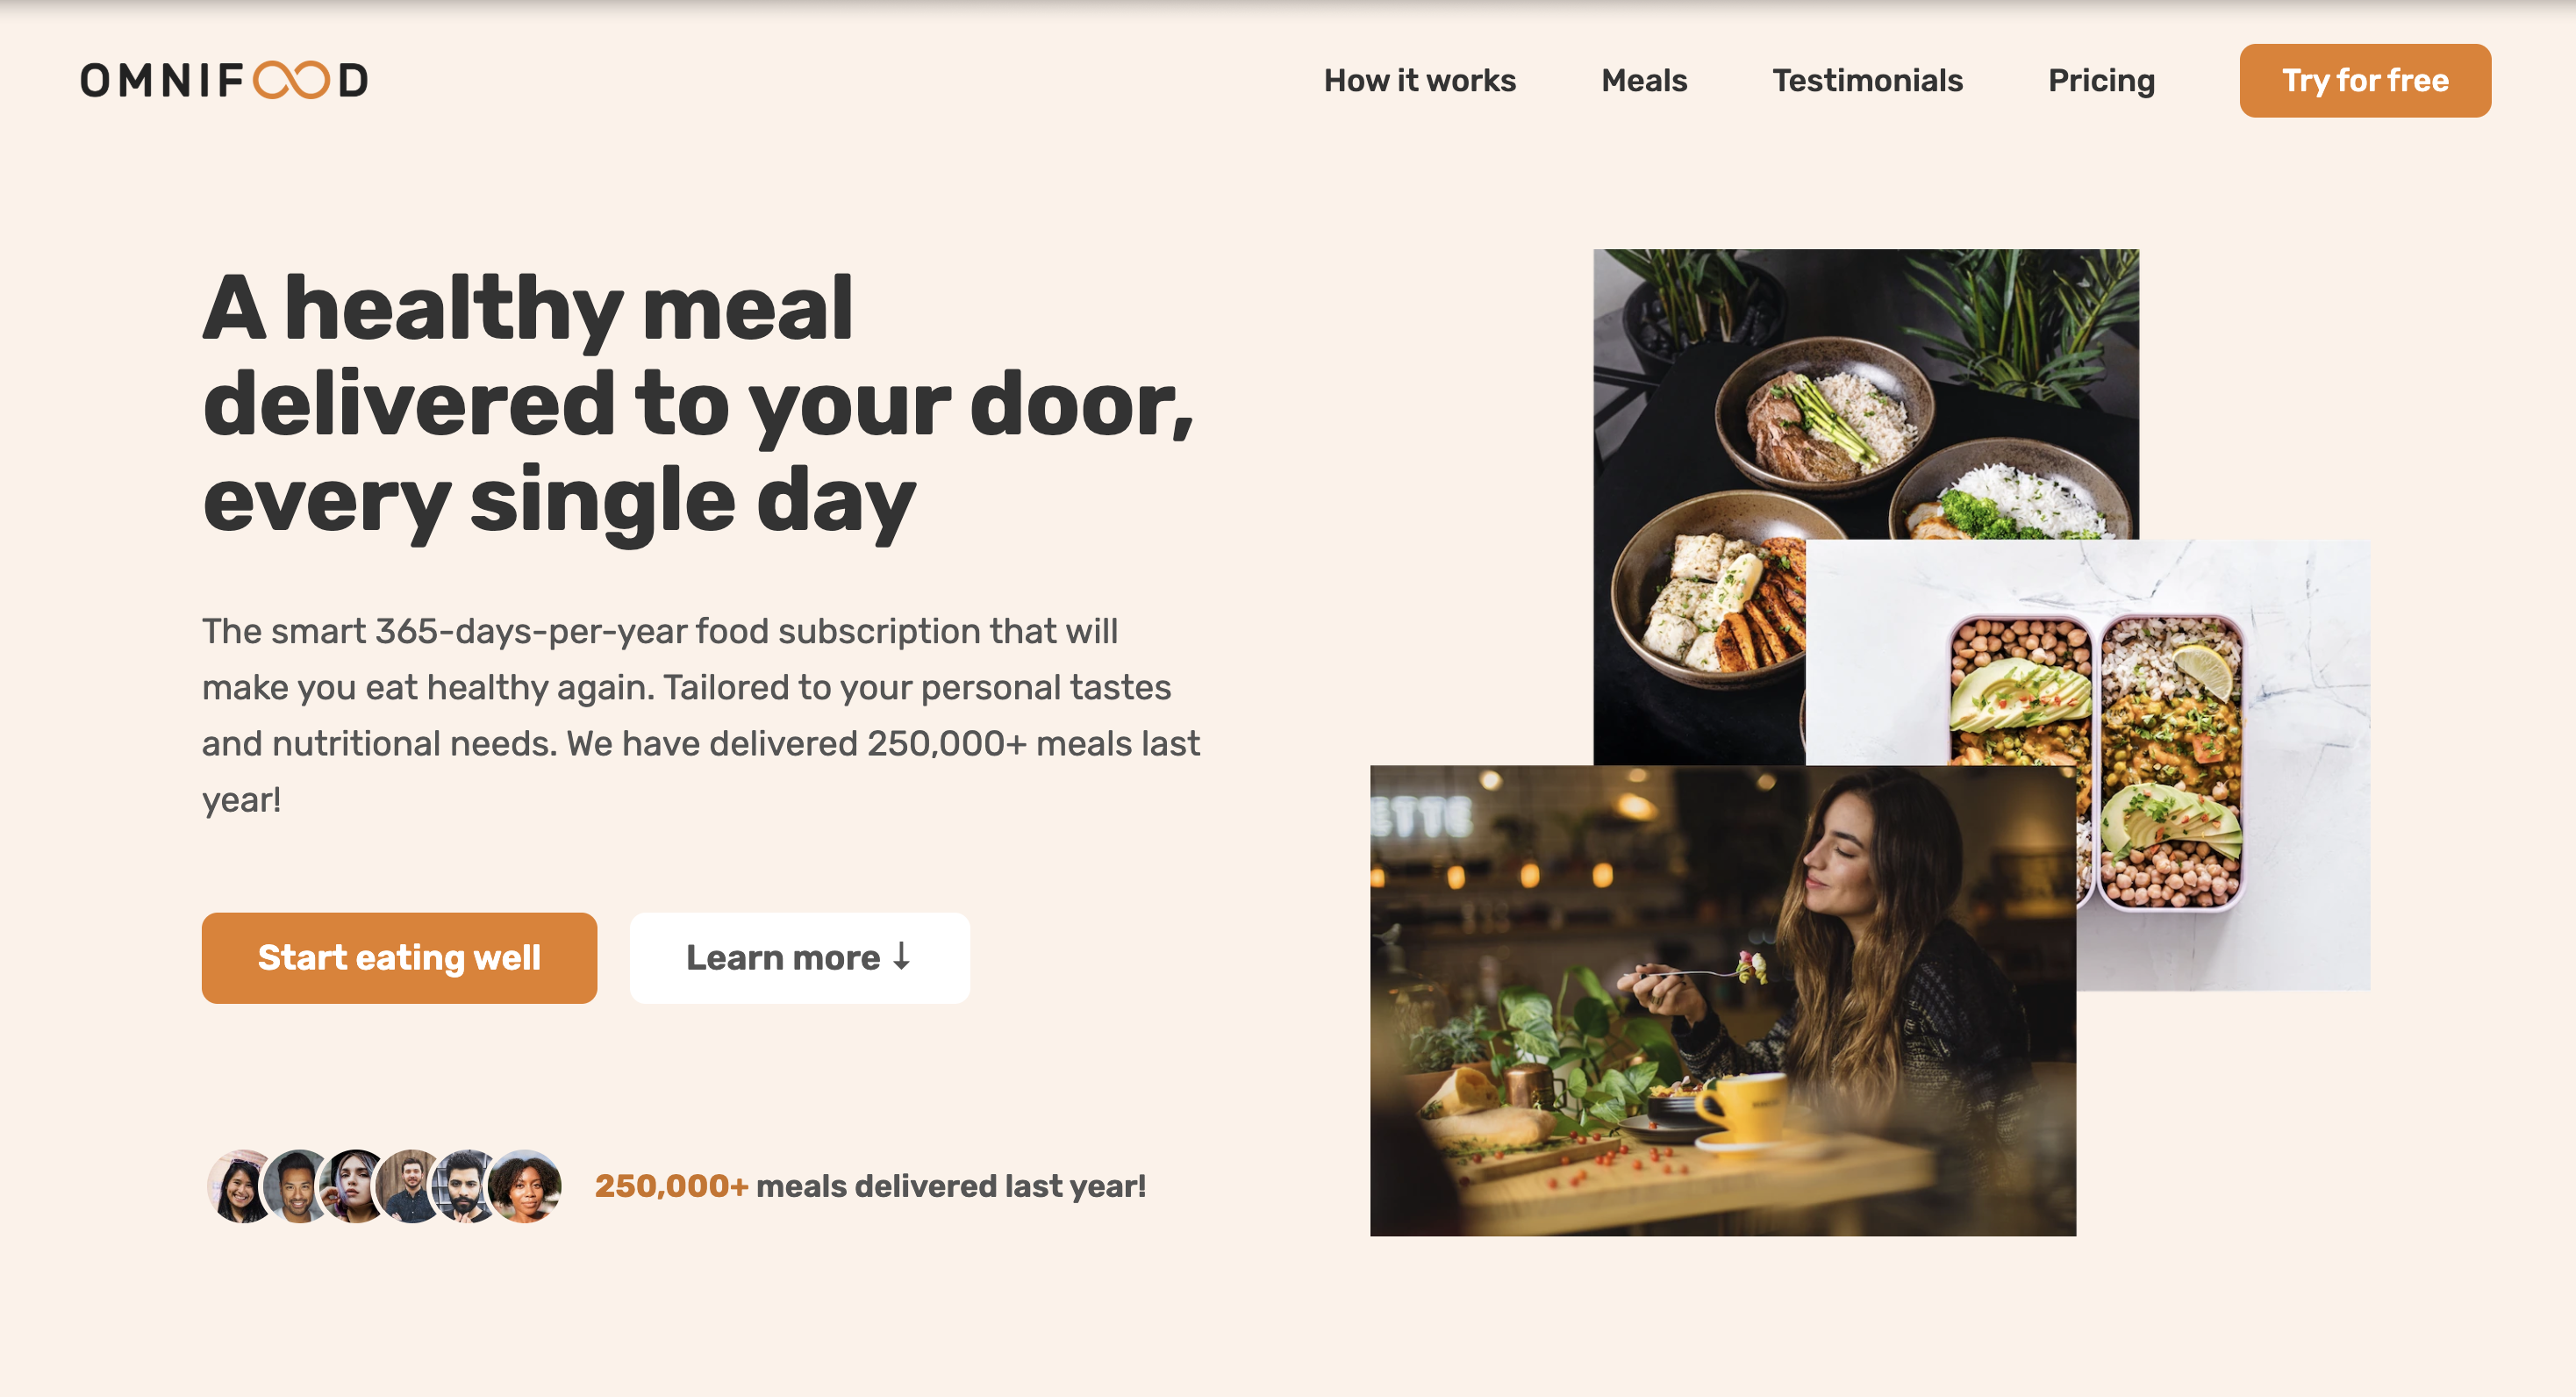 OMNIFOOD
How it works Meals Testimonials Pricing Try for free
A healthy meal
delivered to your door,
every single day
The smart 365-days-per-year food subscription that will
make you eat healthy again. Tailored to your personal tastes
and nutritional needs. We have delivered 250,000+ meals last
year!
Start eating well Learn more ↓
ETTE
250,000+ meals delivered last year!